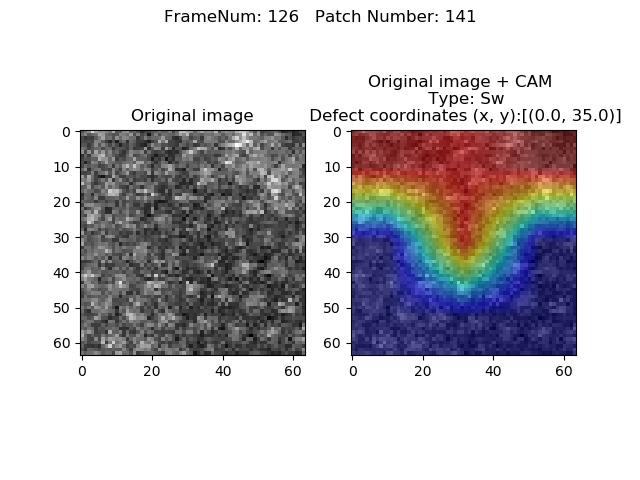 FrameNum: 126   Patch Number: 141
Original image
Original image + CAM
Type: Sw
Defect coordinates (x, y):[(0.0, 35.0)]
0
10
20
30
40
50
60
0 20 40 60
0
10
20
30
40
50
60
0 20 40 60